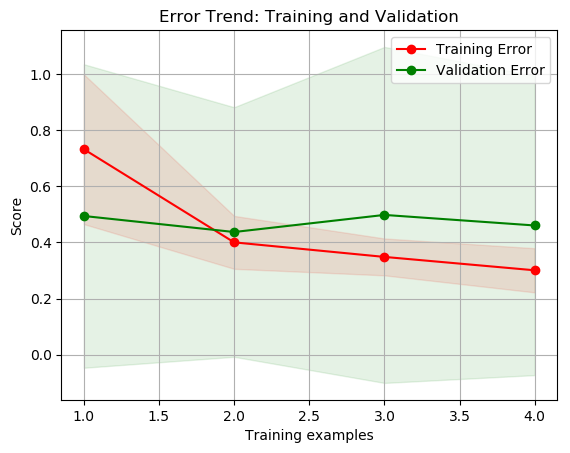 Error Trend: Training and Validation
Training Error
Validation Error
1.0
0.8
0.6
0.4
0.2
0.0
Score
1.0 1.5 2.0 2.5 3.0 3.5 4.0
Training examples